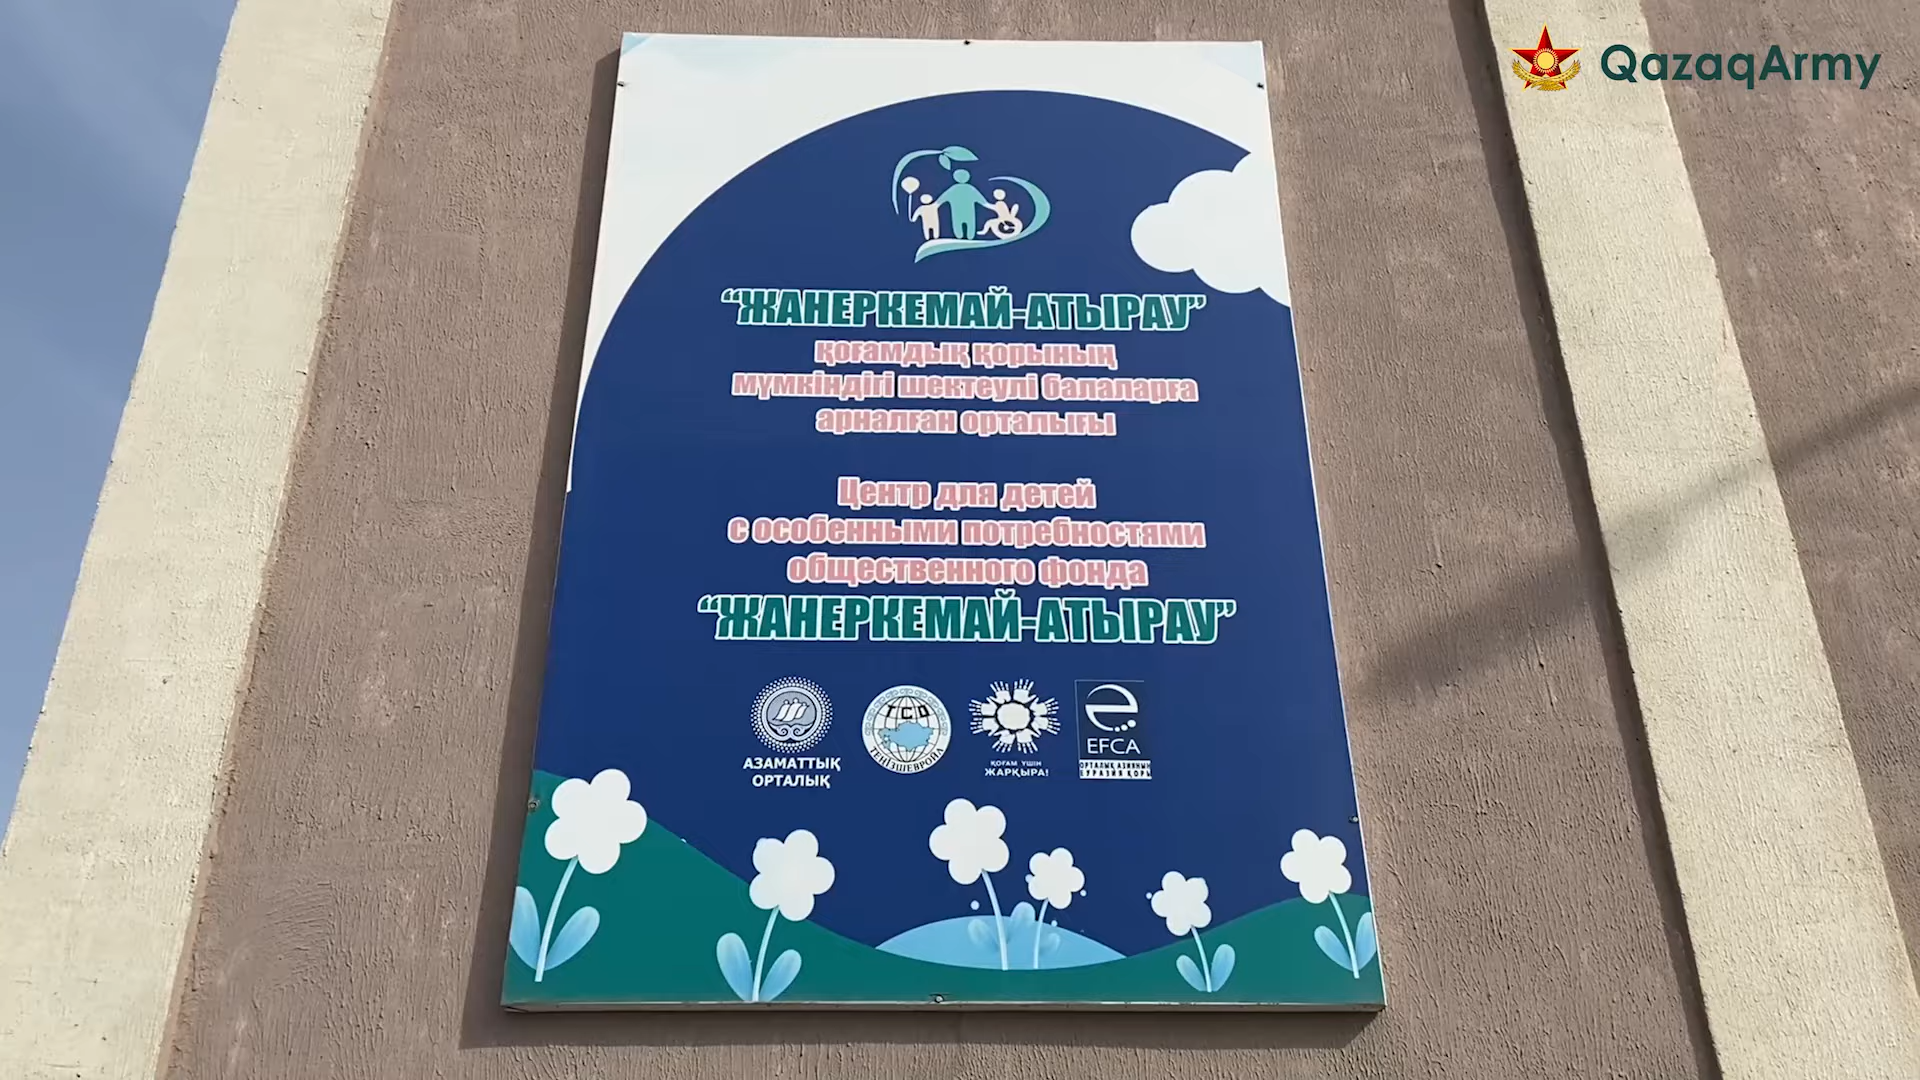 QazaqArmy
“ЖАНЕРКЕМАЙ-АТЫРАУ”
қоғамдық қорының
мүмкіндігі шектеулі балаларға
арналған орталығы
Центр для детей
с особенными потребностями
общественного фонда
“ЖАНЕРКЕМАЙ-АТЫРАУ”
АЗАМАТТЫҚ
ОРТАЛЫҚ
TCO
ТЕҢІЗШЕВРОЙЛ
ҚОҒАМ ҮШІН
ЖАРҚЫРА!
EFCA
ОРТАЛЫҚ АЗИЯНЫҢ
ЕУРАЗИЯ ҚОРЫ